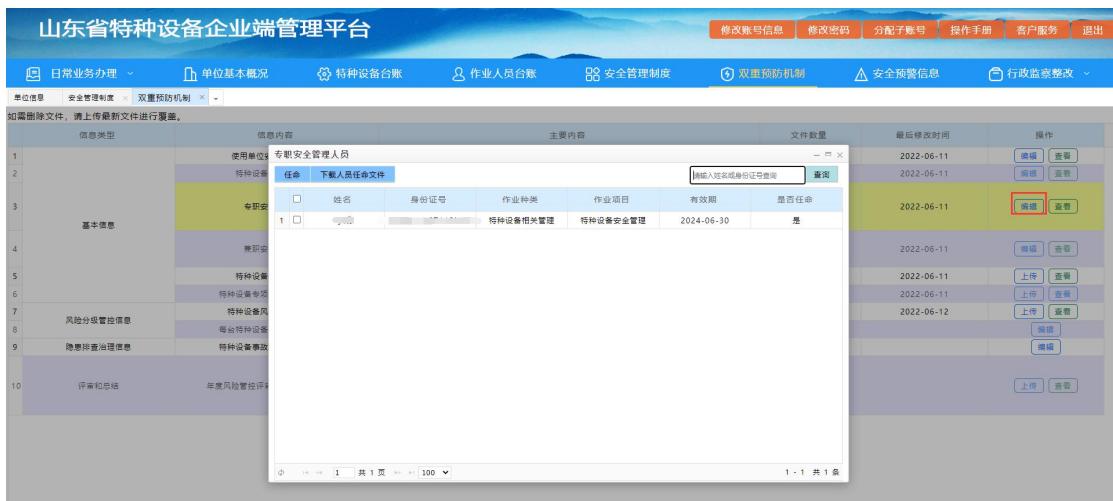 山东省特种设备企业端管理平台
修改账号信息 修改密码 分配子账号 操作手册 客户服务 退出
日常业务办理 单位基本概况 特种设备台账 作业人员台账 安全管理制度 双重预防机制 安全预警信息 行政监察整改
单位信息 安全管理制度 × 双重预防机制 ×
如需删除文件，请上传最新文件进行覆盖。
信息类型 信息内容 主要内容 文件数量 最后修改时间 操作
1 使用单位 2022-06-11 编辑 查看
2 特种设备 2022-06-11 编辑 查看
3 专职安 2022-06-11 编辑 查看
基本信息
4 兼职安 2022-06-11 编辑 查看
5 特种设备 2022-06-11 上传 查看
6 特种设备专项 2022-06-11 上传 查看
7 风险分级管控信息 特种设备风 2022-06-12 上传 查看
8 每台特种设备 编辑
9 隐患排查治理信息 特种设备事故 编辑
10 评审和总结 年度风险管控评审 上传 查看
专职安全管理人员
任命 下载人员任命文件 请输入姓名或身份证号查询 查询
姓名 身份证号 作业种类 作业项目 有效期 是否任命
1 特种设备相关管理 特种设备安全管理 2024-06-30 是
1 共 1 页 100 1 - 1 共 1 条